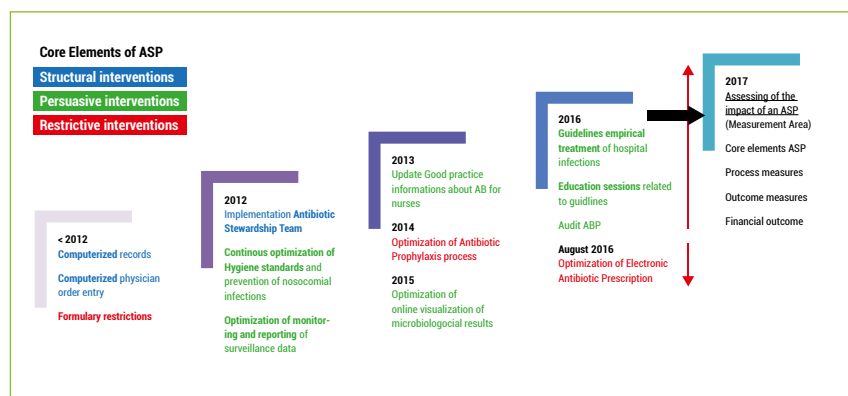 Core Elements of ASP
Structural interventions
Persuasive interventions
Restrictive interventions
< 2012
Computerized records
Computerized physician
order entry
Formulary restrictions
2012
Implementation Antibiotic
Stewardship Team
Continous optimization of
Hygiene standards and
prevention of nosocomial
infections
Optimization of monitor-
ing and reporting of
surveillance data
2013
Update Good practice
informations about AB for
nurses
2014
Optimization of Antibiotic
Prophylaxis process
2015
Optimization of
online visualization of
microbiologocial results
2016
Guidelines empirical
treatment of hospital
infections
Education sessions related
to guidlines
Audit ABP
August 2016
Optimization of Electronic
Antibiotic Prescription
2017
Assessing of the
impact of an ASP
(Measurement Area)
Core elements ASP
Process measures
Outcome measures
Financial outcome